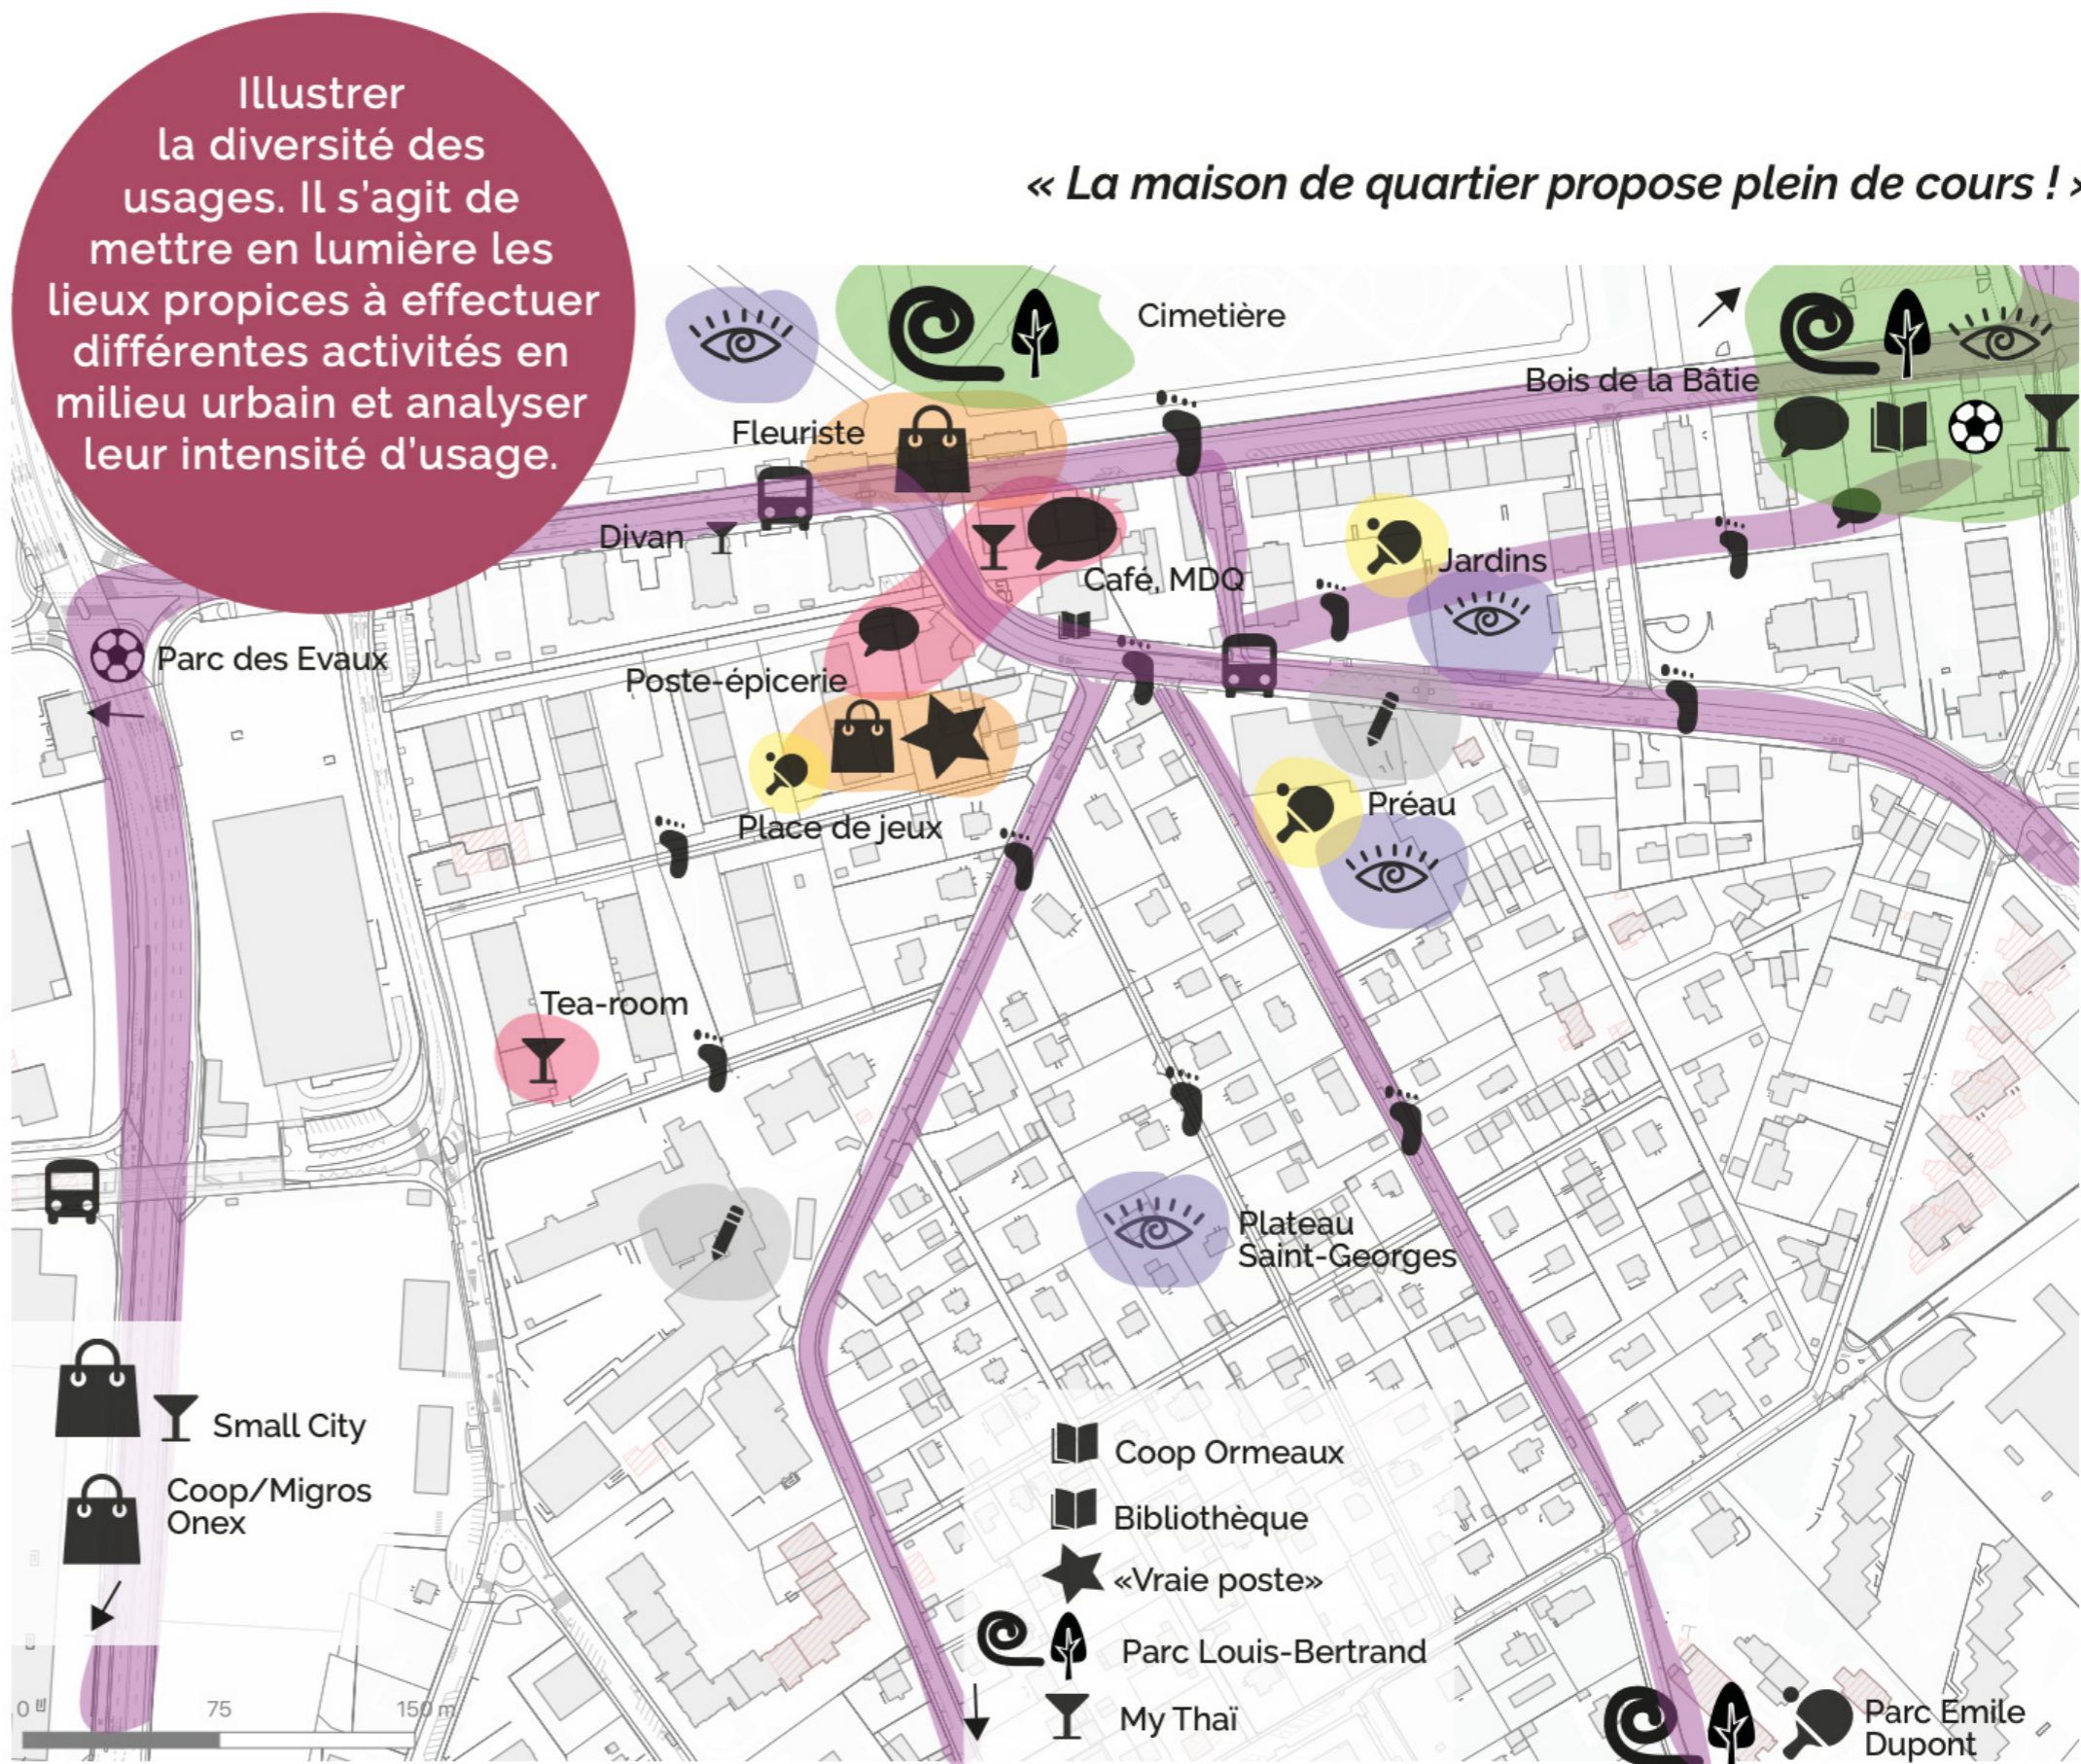 Illustrer
la diversité des
usages. Il s'agit de
mettre en lumière les
lieux propices à effectuer
différentes activités en
milieu urbain et analyser
leur intensité d'usage.
« La maison de quartier propose plein de cours ! »
Cimetière
Bois de la Bâtie
Fleuriste
Divan
Jardins
Café, MDQ
Parc des Evaux
Poste-épicerie
Préau
Place de jeux
Tea-room
Plateau
Saint-Georges
Small City
Coop/Migros
Onex
Coop Ormeaux
Bibliothèque
«Vraie poste»
Parc Louis-Bertrand
My Thaï
Parc Emile
Dupont
0 75 150 m